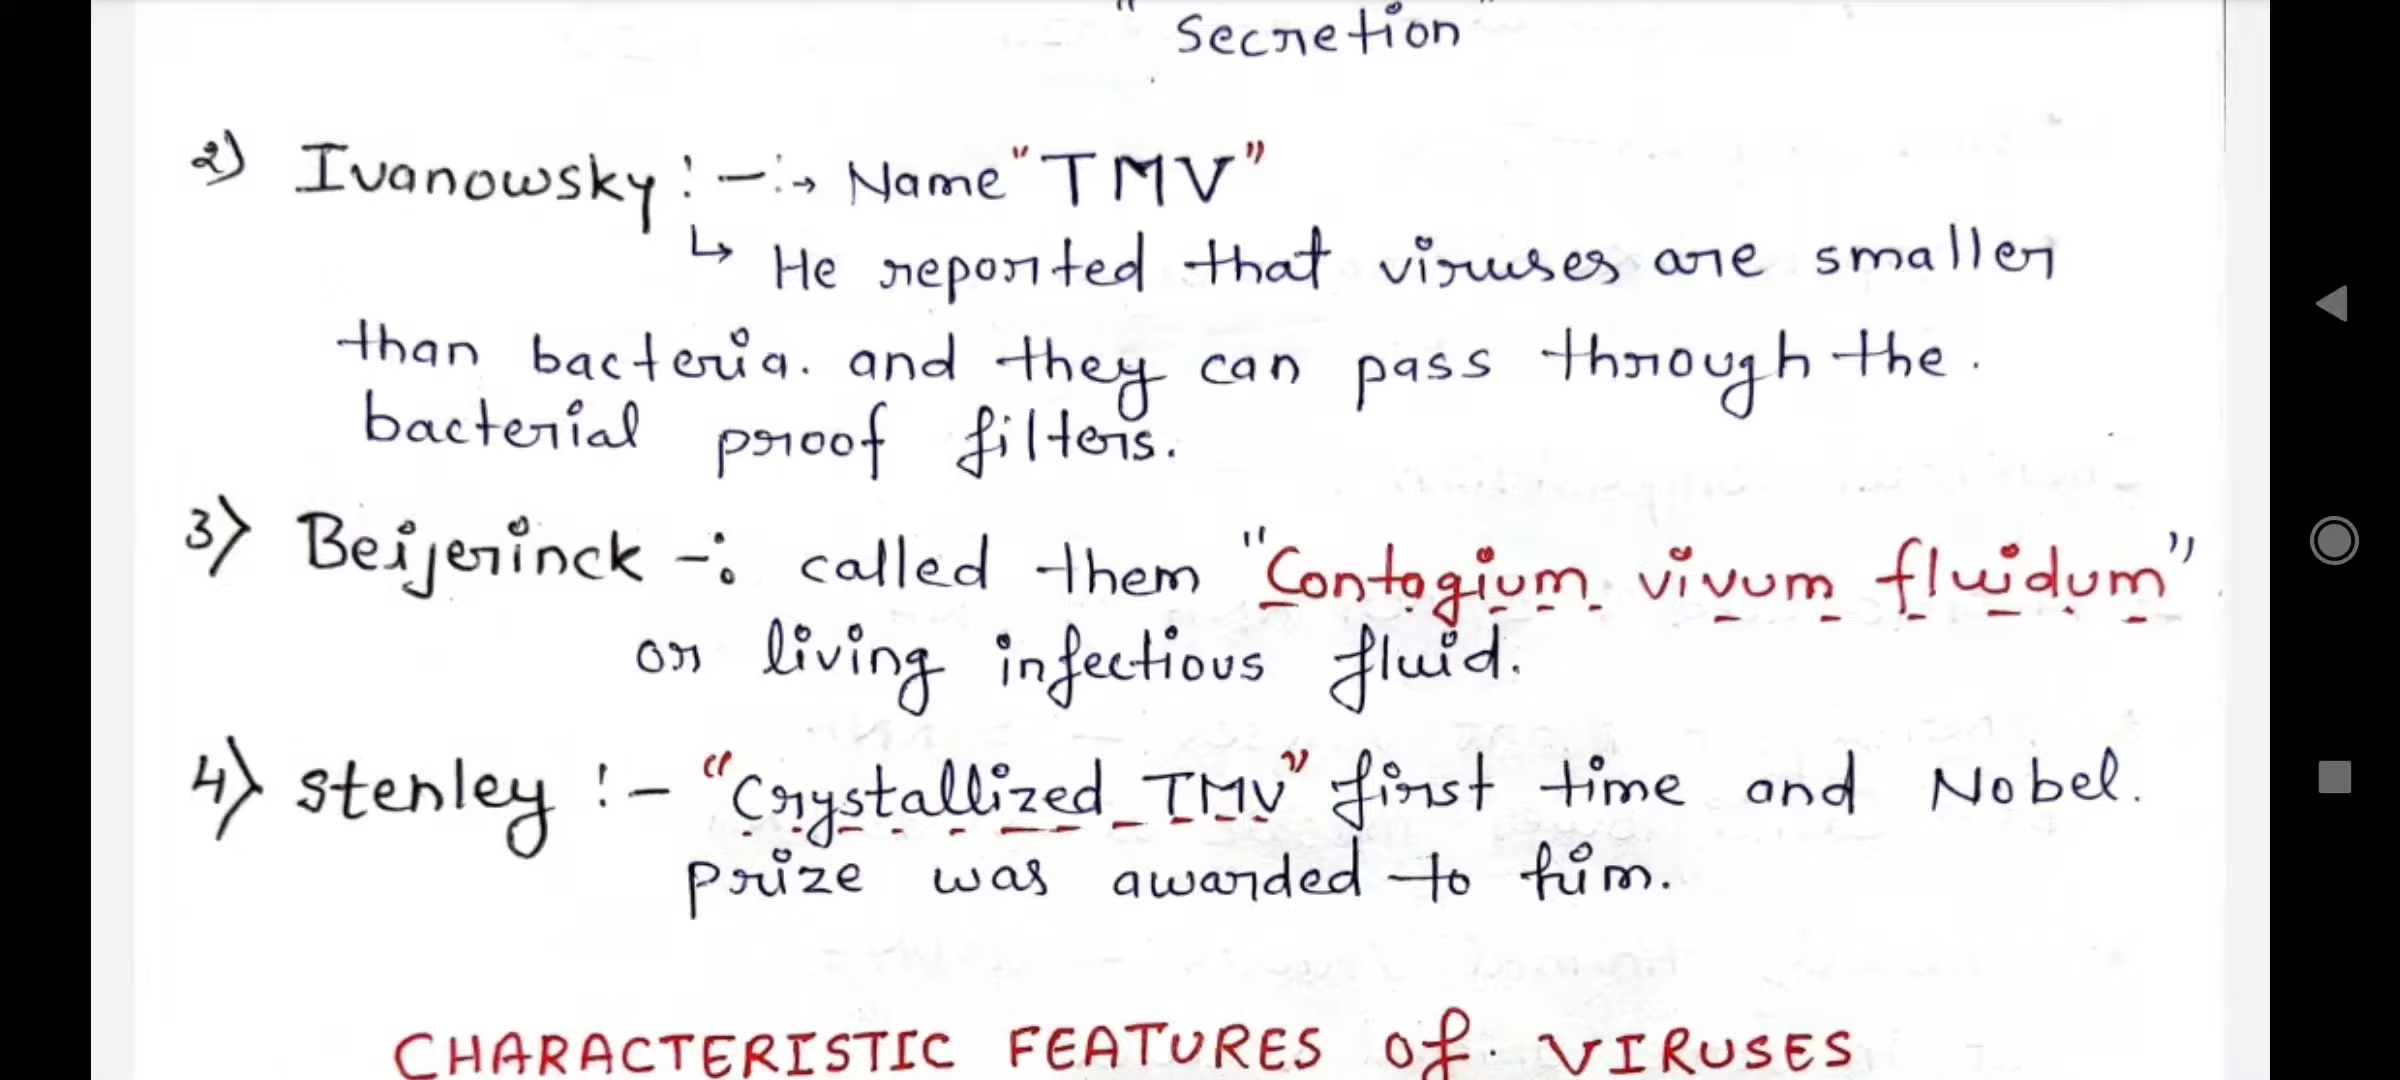 " Secretion "
2) Ivanowsky :- → Name "TMV"
↳ He reported that viruses are smaller
than bacteria. and they can pass through the.
bacterial proof filters.
3) Beijerinck -: called them "Contogium vivum fluidum"
or living infectious fluid.
4) Stenley :- "Crystallized TMV" first time and Nobel.
Prize was awarded to him.
CHARACTERISTIC FEATURES Of VIRUSES